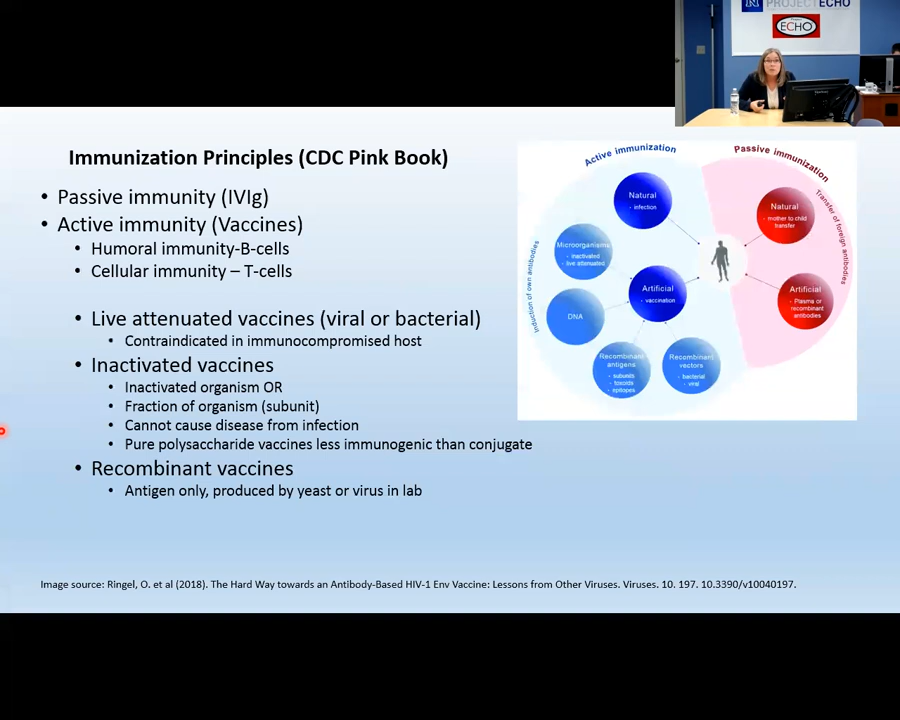 PROJECT ECHO
ECHO
Immunization Principles (CDC Pink Book)
• Passive immunity (IVIg)
• Active immunity (Vaccines)
• Humoral immunity-B-cells
• Cellular immunity – T-cells
• Live attenuated vaccines (viral or bacterial)
• Contraindicated in immunocompromised host
• Inactivated vaccines
• Inactivated organism OR
• Fraction of organism (subunit)
• Cannot cause disease from infection
• Pure polysaccharide vaccines less immunogenic than conjugate
• Recombinant vaccines
• Antigen only, produced by yeast or virus in lab
Active immunization
Passive immunization
Induction of own antibodies
Transfer of foreign antibodies
Natural
- infection
Microorganisms
- inactivated
- live attenuated
Artificial
- vaccination
DNA
Recombinant
antigens
- subunits
- toxoids
- epitopes
Recombinant
vectors
- bacterial
- viral
Natural
- mother to child
transfer
Artificial
- Plasma or
recombinant
antibodies
Image source: Ringel, O. et al (2018). The Hard Way towards an Antibody-Based HIV-1 Env Vaccine: Lessons from Other Viruses. Viruses. 10. 197. 10.3390/v10040197.